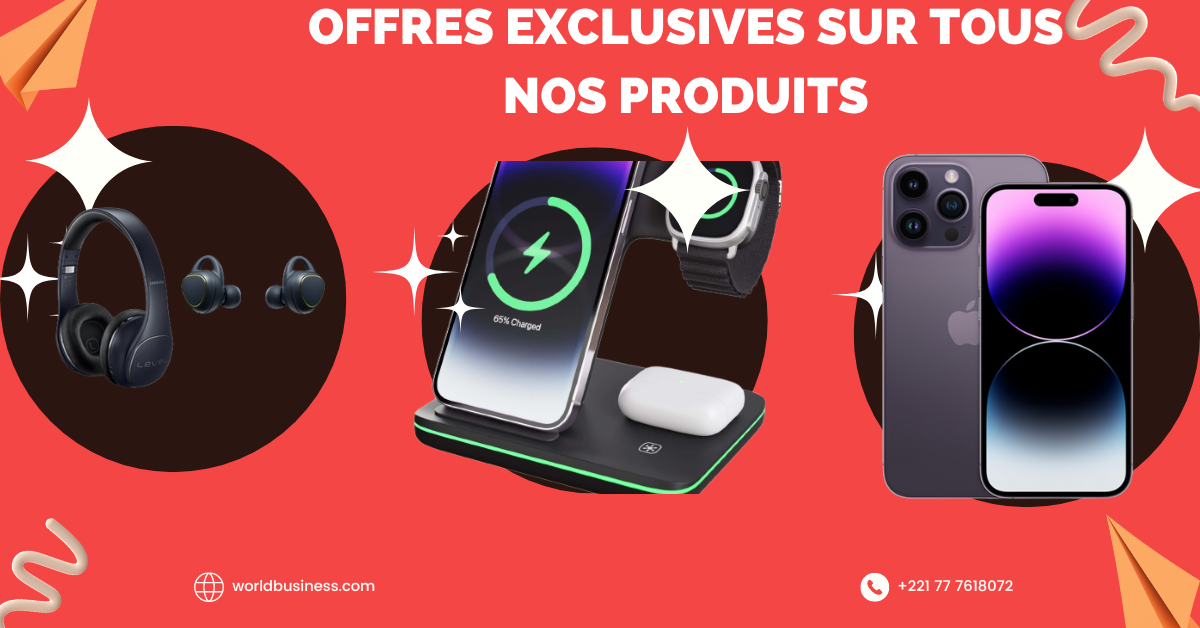 OFFRES EXCLUSIVES SUR TOUS
NOS PRODUITS
65% Charged
worldbusiness.com
+221 77 7618072